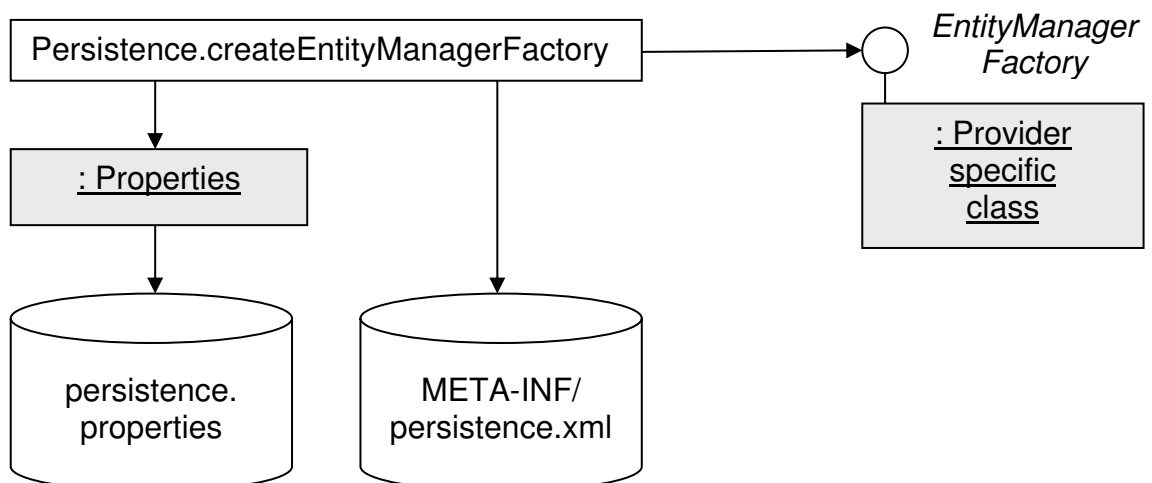 Persistence.createEntityManagerFactory
EntityManager
Factory
: Properties
: Provider
specific
class
persistence.
properties
META-INF/
persistence.xml